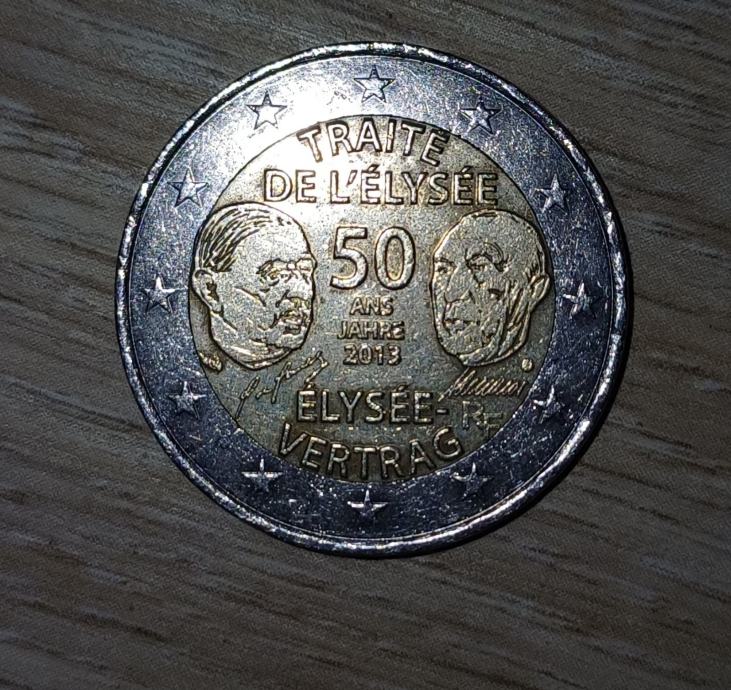 TRAITÉ
DE L'ÉLYSÉE
50
ANS
JAHRE
2013
ÉLYSÉE-
VERTRAG
RF